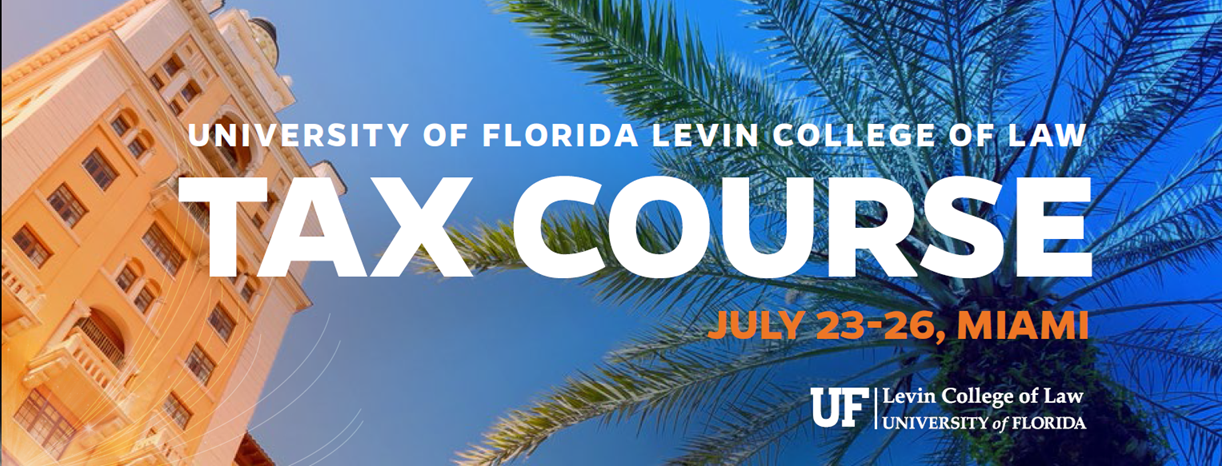 UNIVERSITY OF FLORIDA LEVIN COLLEGE OF LAW
TAX COURSE
JULY 23-26, MIAMI
UF Levin College of Law
UNIVERSITY of FLORIDA